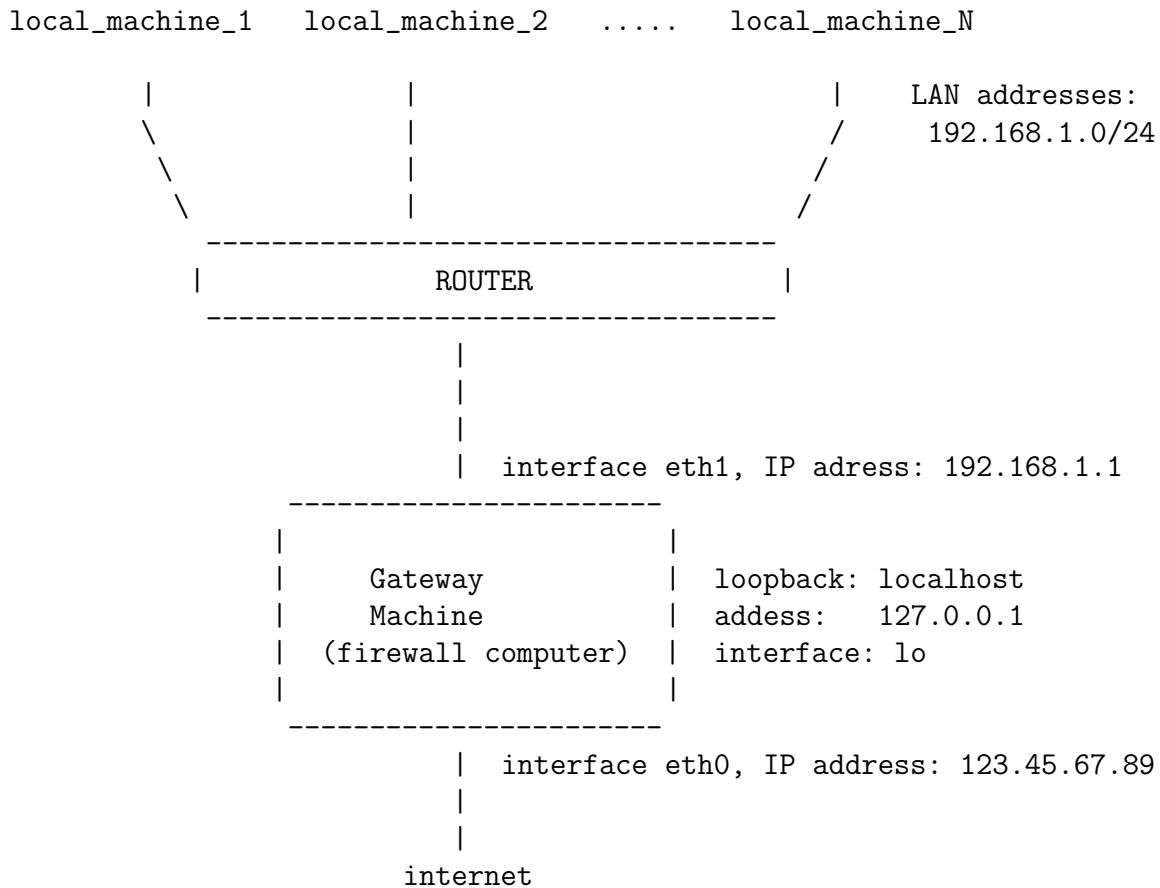 local_machine_1 local_machine_2 ..... local_machine_N
LAN addresses:
192.168.1.0/24
ROUTER
interface eth1, IP adress: 192.168.1.1
Gateway loopback: localhost
Machine addess: 127.0.0.1
(firewall computer) interface: lo
interface eth0, IP address: 123.45.67.89
internet